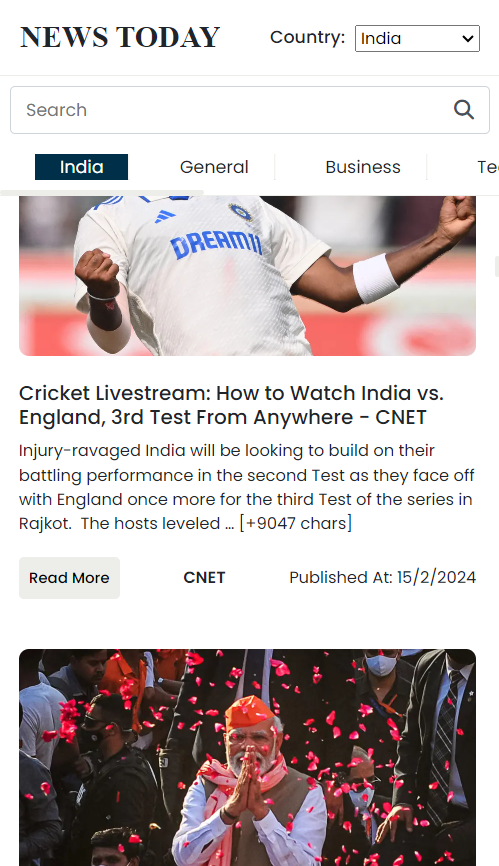 NEWS TODAY
Country:
India
Search
India
General
Business
Te
DREAM11
Cricket Livestream: How to Watch India vs.
England, 3rd Test From Anywhere - CNET
Injury-ravaged India will be looking to build on their
battling performance in the second Test as they face off
with England once more for the third Test of the series in
Rajkot.  The hosts leveled … [+9047 chars]
Read More
CNET
Published At: 15/2/2024